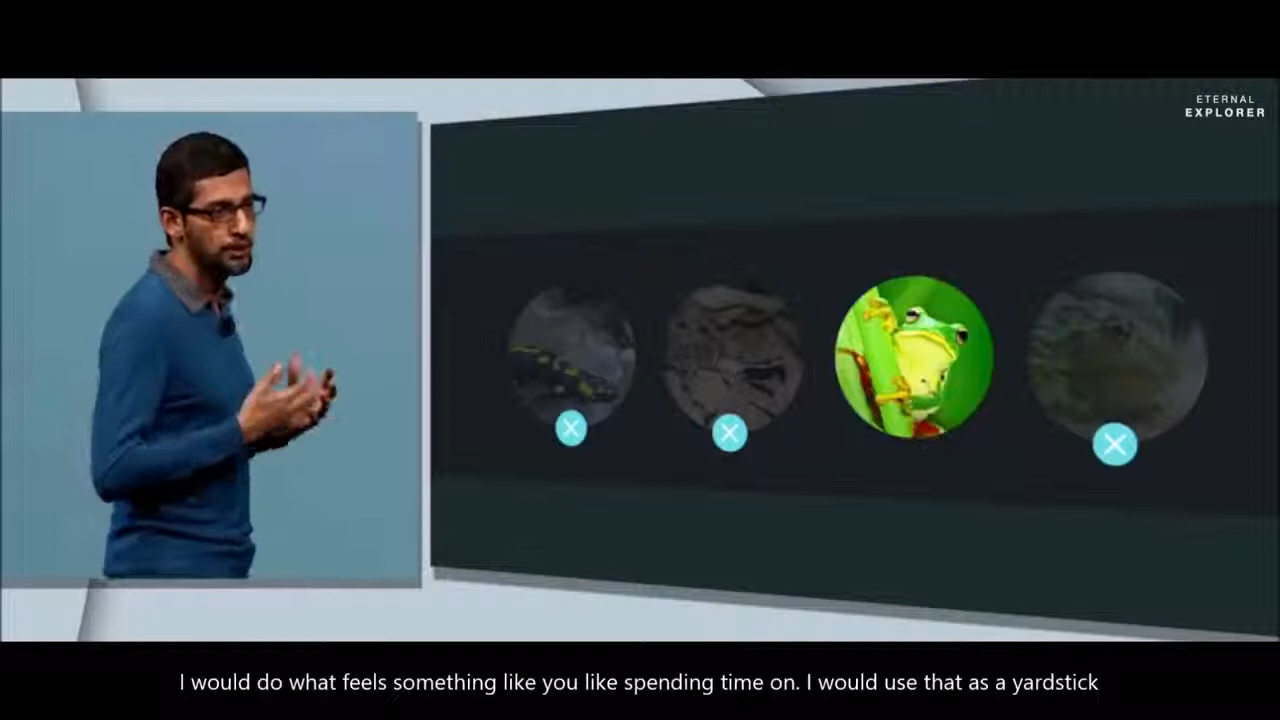 ETERNAL
EXPLORER
I would do what feels something like you like spending time on. I would use that as a yardstick